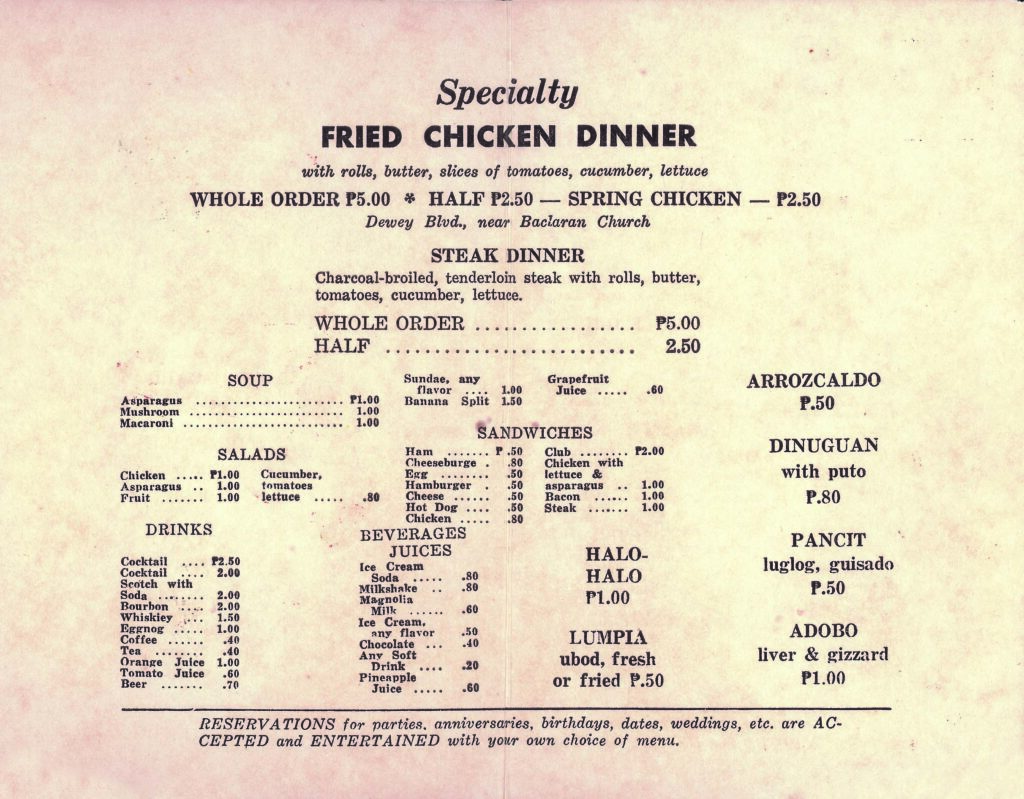 Specialty
FRIED CHICKEN DINNER
with rolls, butter, slices of tomatoes, cucumber, lettuce
WHOLE ORDER ₱5.00 * HALF ₱2.50 — SPRING CHICKEN — ₱2.50
Dewey Blvd., near Baclaran Church
STEAK DINNER
Charcoal-broiled, tenderloin steak with rolls, butter,
tomatoes, cucumber, lettuce.
WHOLE ORDER ................ ₱5.00
HALF ......................... 2.50
SOUP
Asparagus ........................ ₱1.00
Mushroom ........................ 1.00
Macaroni ......................... 1.00
SALADS
Chicken ..... ₱1.00
Asparagus .. 1.00
Fruit ....... 1.00
Cucumber,
tomatoes
lettuce ..... .80
DRINKS
Cocktail .... ₱2.50
Cocktail .... 2.00
Scotch with
Soda ........ 2.00
Bourbon ..... 2.00
Whiskiey .... 1.50
Eggnog ..... 1.00
Coffee ...... .40
Tea ........ .40
Orange Juice 1.00
Tomato Juice .60
Beer ....... .70
Sundae, any
flavor .... 1.00
Banana Split 1.50
Grapefruit
Juice ..... .60
SANDWICHES
Ham ....... ₱ .50
Cheeseburge . .80
Egg ........ .50
Hamburger . .50
Cheese ...... .50
Hot Dog .... .50
Chicken ..... .80
Club ........ ₱2.00
Chicken with
lettuce &
asparagus .. 1.00
Bacon ...... 1.00
Steak ....... 1.00
BEVERAGES
JUICES
Ice Cream
Soda ..... .80
Milkshake .. .80
Magnolia
Milk ...... .60
Ice Cream,
any flavor .50
Chocolate ... .40
Any Soft
Drink .... .20
Pineapple
Juice ..... .60
HALO-
HALO
₱1.00
LUMPIA
ubod, fresh
or fried ₱.50
ARROZCALDO
₱.50
DINUGUAN
with puto
₱.80
PANCIT
luglog, guisado
₱.50
ADOBO
liver & gizzard
₱1.00
RESERVATIONS for parties. anniversaries, birthdays, dates, weddings, etc. are AC-
CEPTED and ENTERTAINED with your own choice of menu.